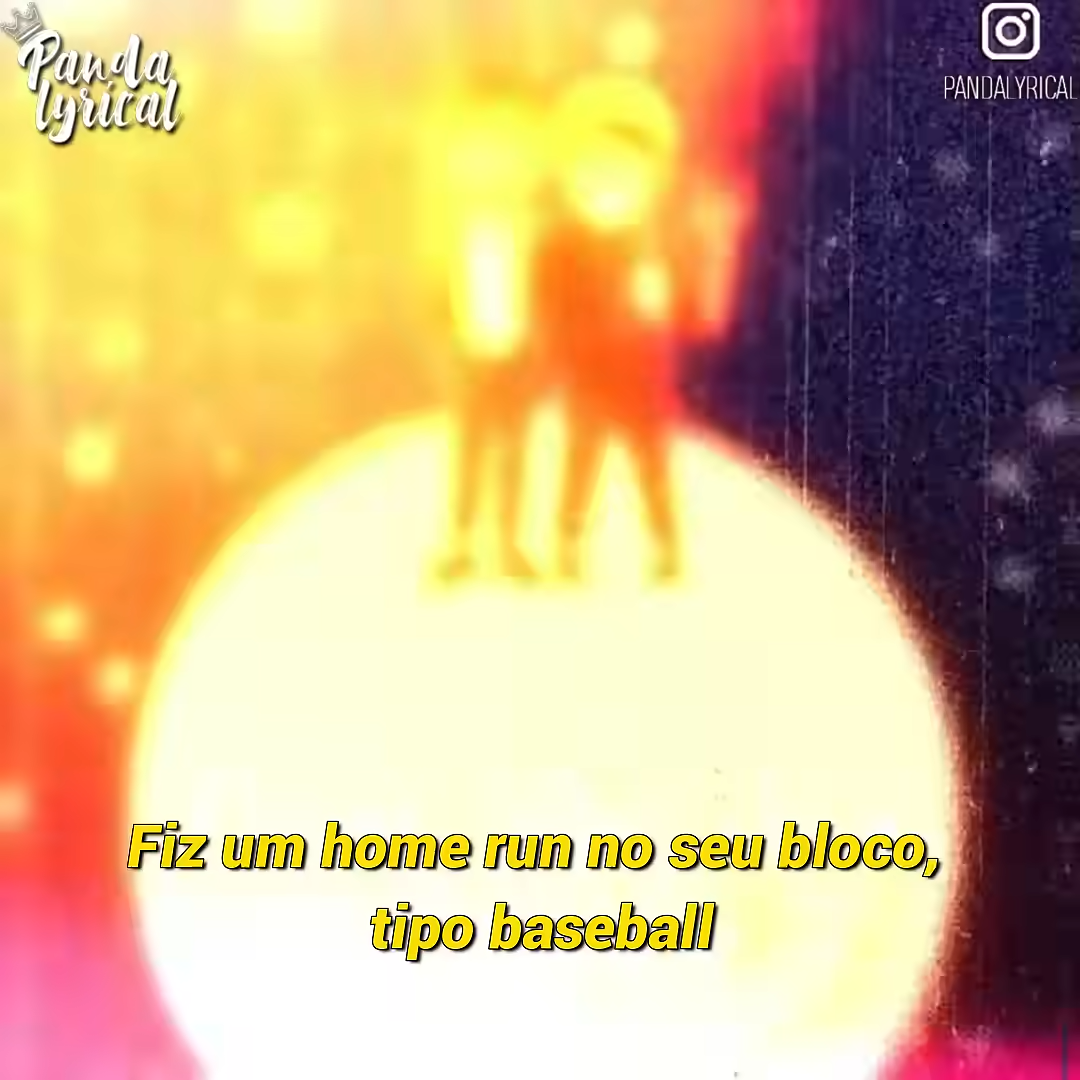 Panda
lyrical
PANDALYRICAL
Fiz um home run no seu bloco,
tipo baseball